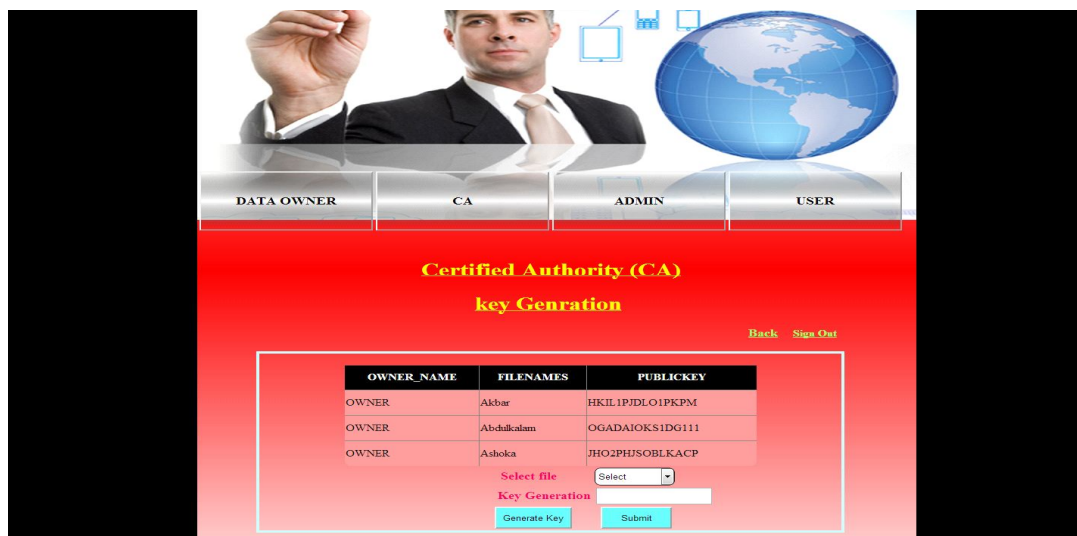 DATA OWNER CA ADMIN USER
Certified Authority (CA)
key Genration
Back Sign Out
OWNER_NAME FILENAMES PUBLICKEY
OWNER Akbar HKIL1PJDLO1PKPM
OWNER Abdulkalam OGADAIOKS1DG111
OWNER Ashoka JHO2PHJSOBLKACP
Select file Select
Key Generation
Generate Key Submit